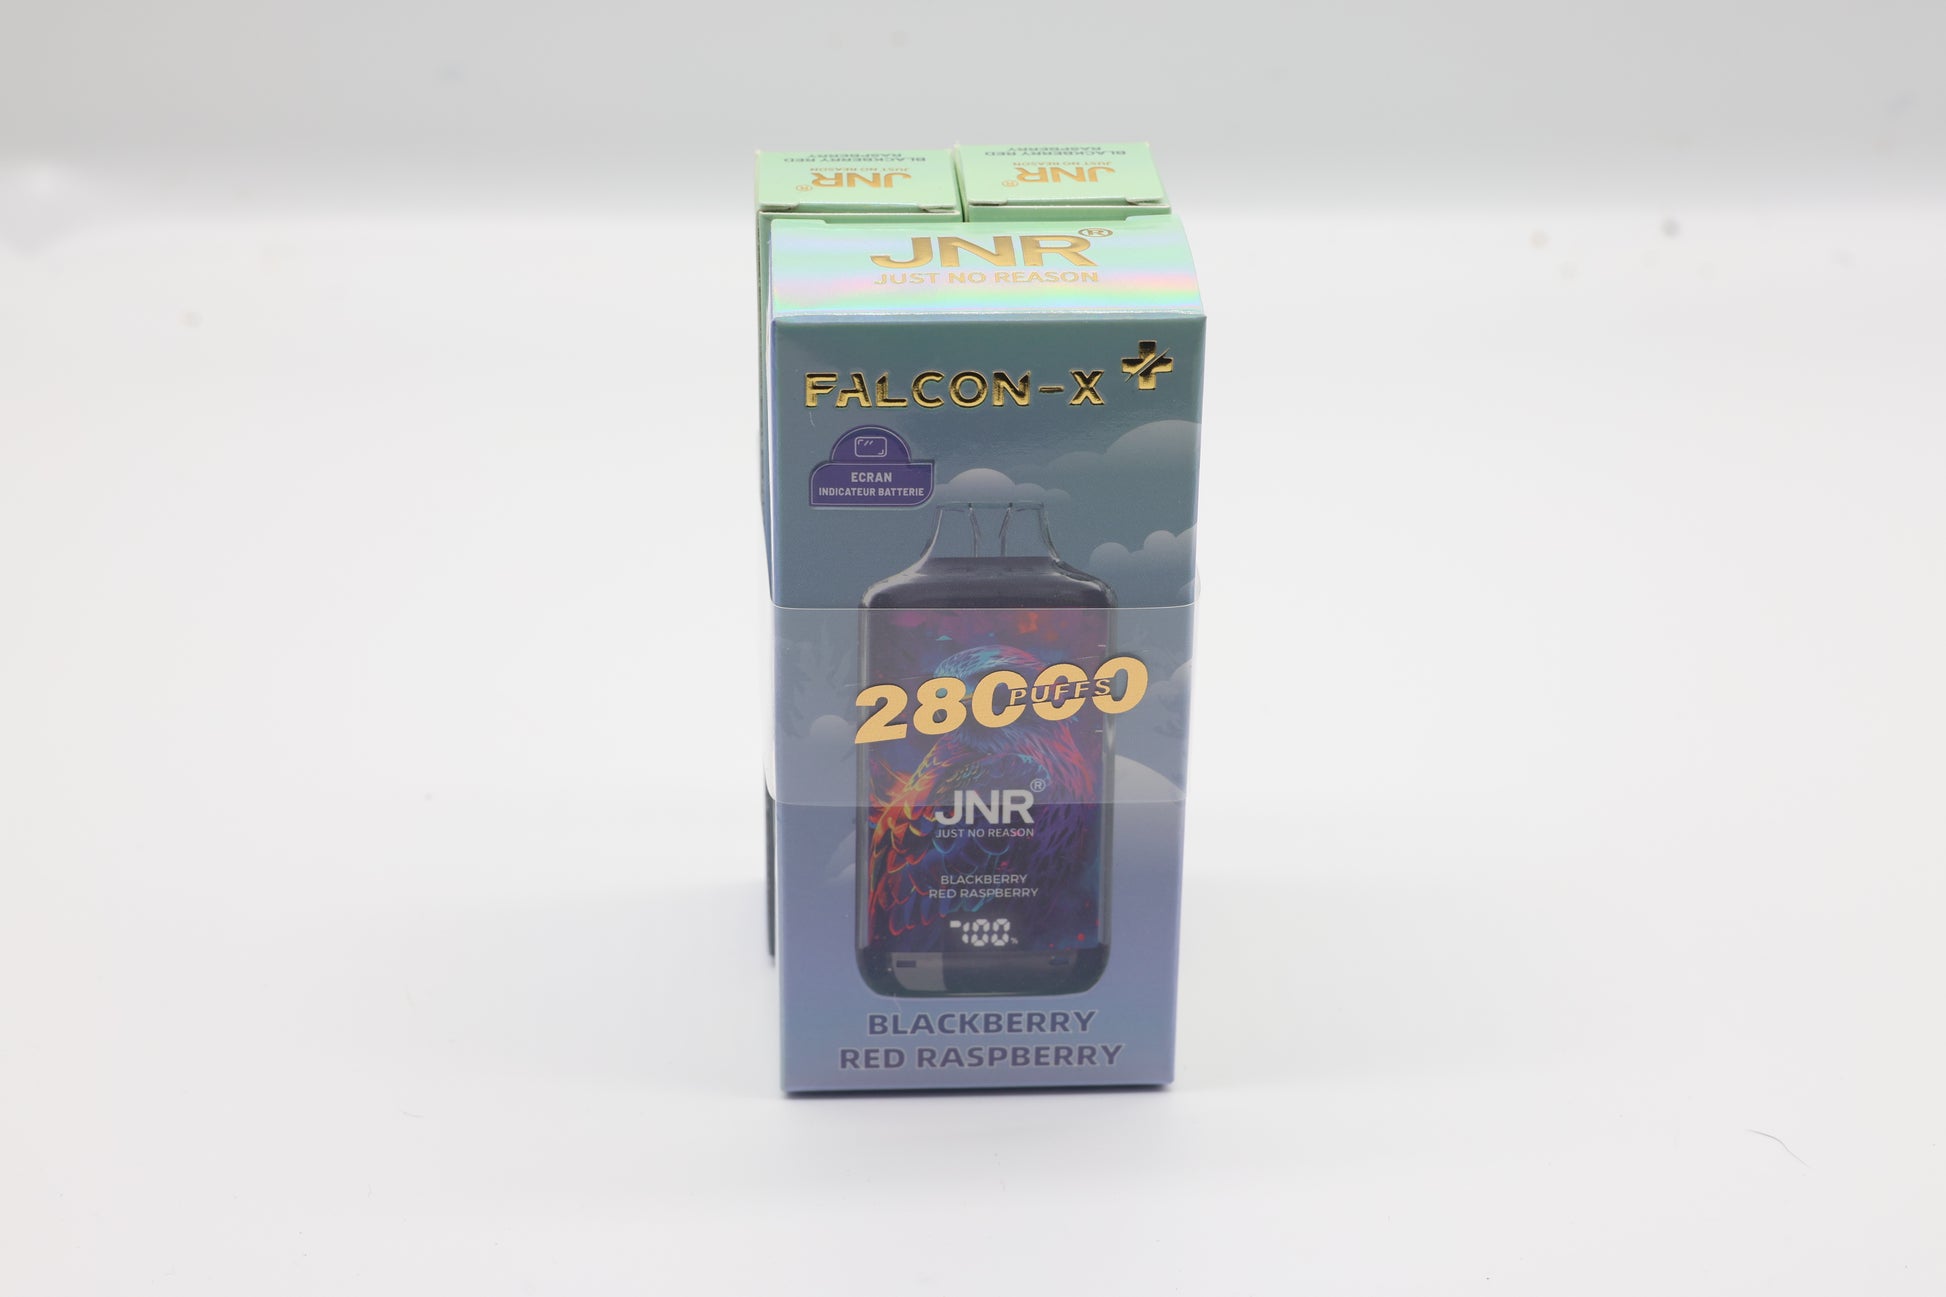 BLACKBERRY RED
RASPBERRY
JUST NO REASON
JNR®
BLACKBERRY RED
RASPBERRY
JUST NO REASON
JNR®
JNR®
JUST NO REASON
FALCON-X+
ECRAN
INDICATEUR BATTERIE
28000
PUFFS
JNR®
JUST NO REASON
BLACKBERRY
RED RASPBERRY
100%
BLACKBERRY
RED RASPBERRY